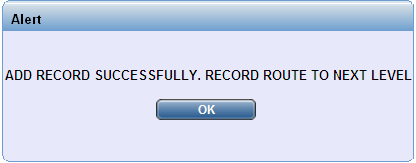 Alert
ADD RECORD SUCCESSFULLY. RECORD ROUTE TO NEXT LEVEL
OK